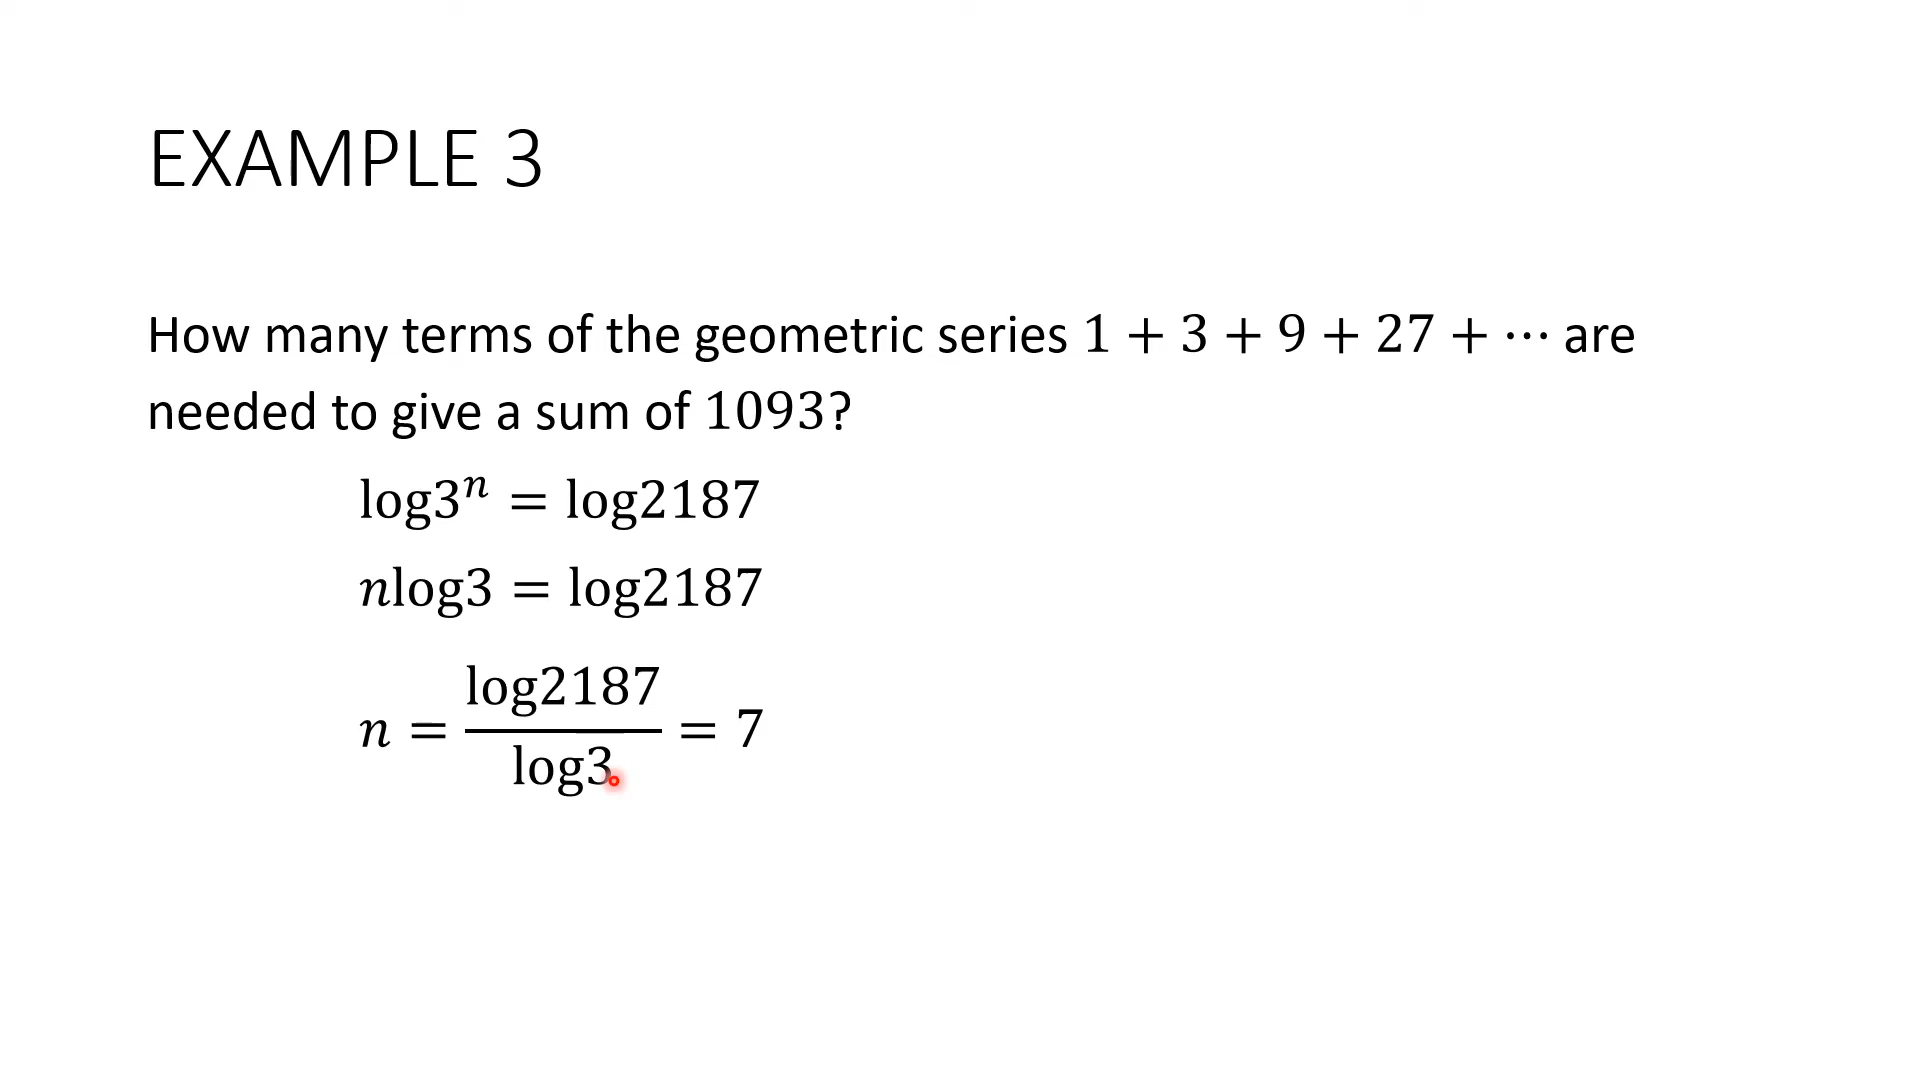 EXAMPLE 3
How many terms of the geometric series 1 + 3 + 9 + 27 + ⋯ are
needed to give a sum of 1093?
log3ⁿ = log2187
nlog3 = log2187
n = log2187/log3 = 7